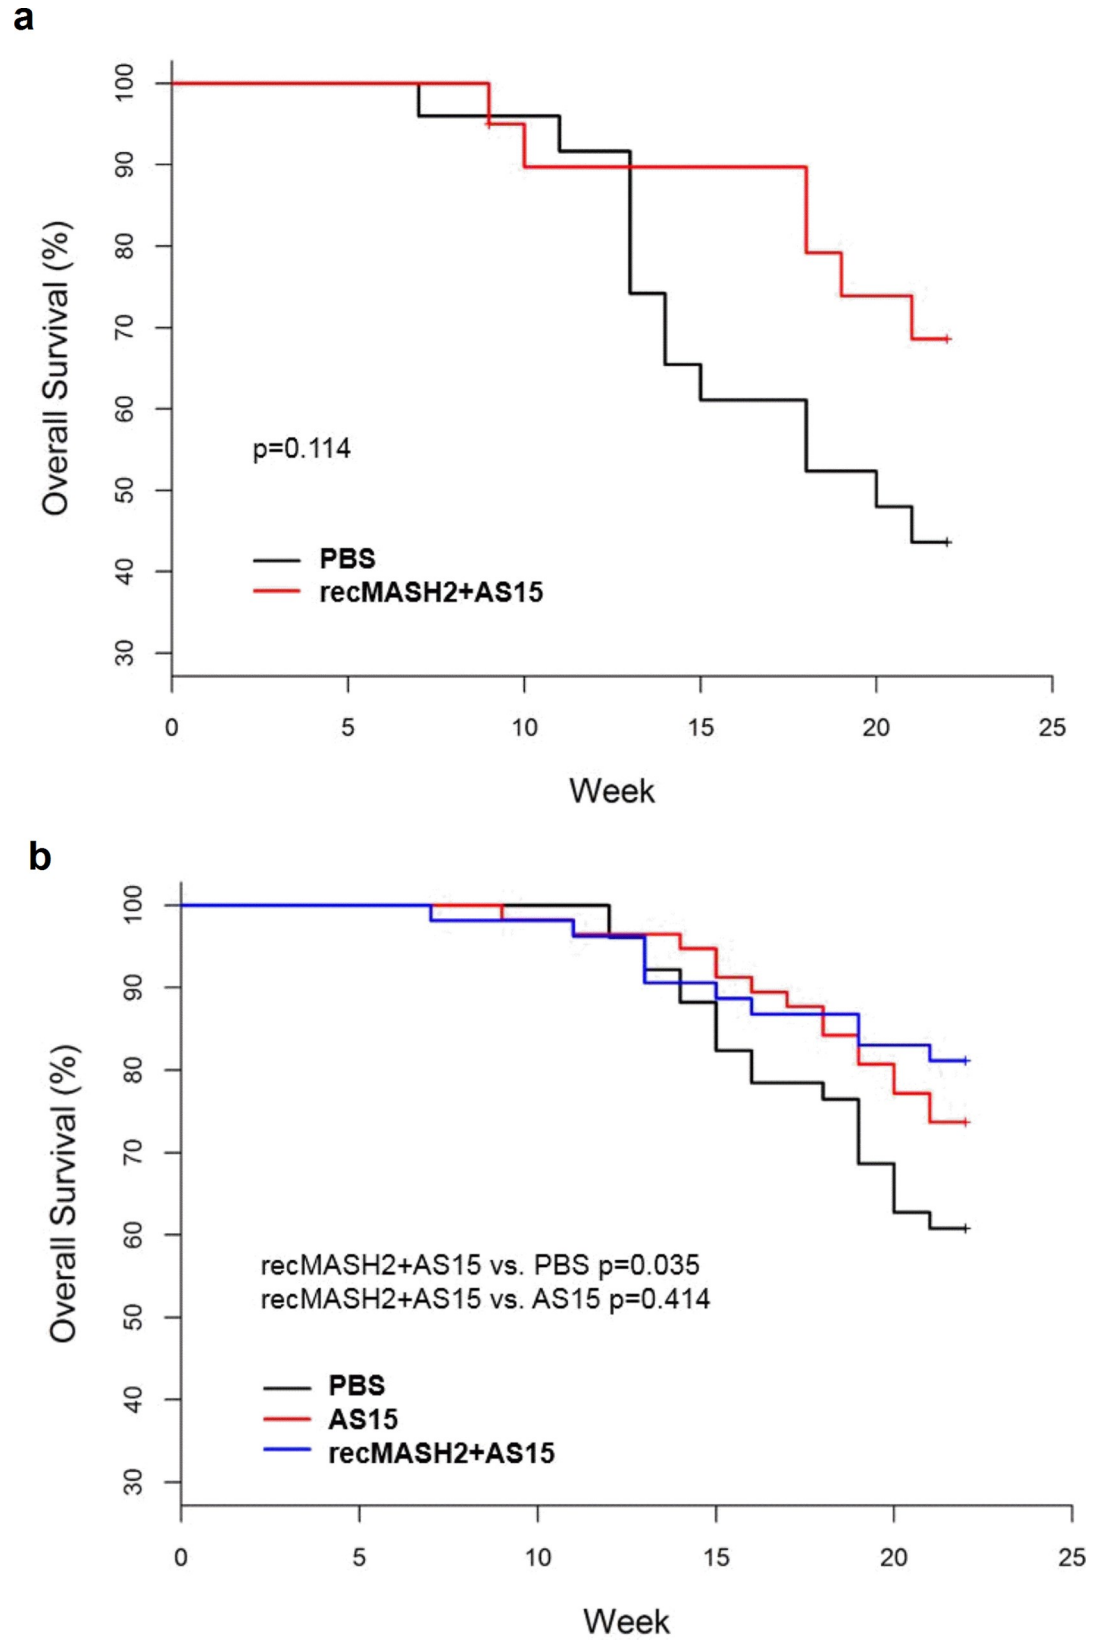 a
100
90
80
70
60
50
40
30
Overall Survival (%)
p=0.114
PBS
recMASH2+AS15
0 5 10 15 20 25
Week
b
100
90
80
70
60
50
40
30
Overall Survival (%)
recMASH2+AS15 vs. PBS p=0.035
recMASH2+AS15 vs. AS15 p=0.414
PBS
AS15
recMASH2+AS15
0 5 10 15 20 25
Week